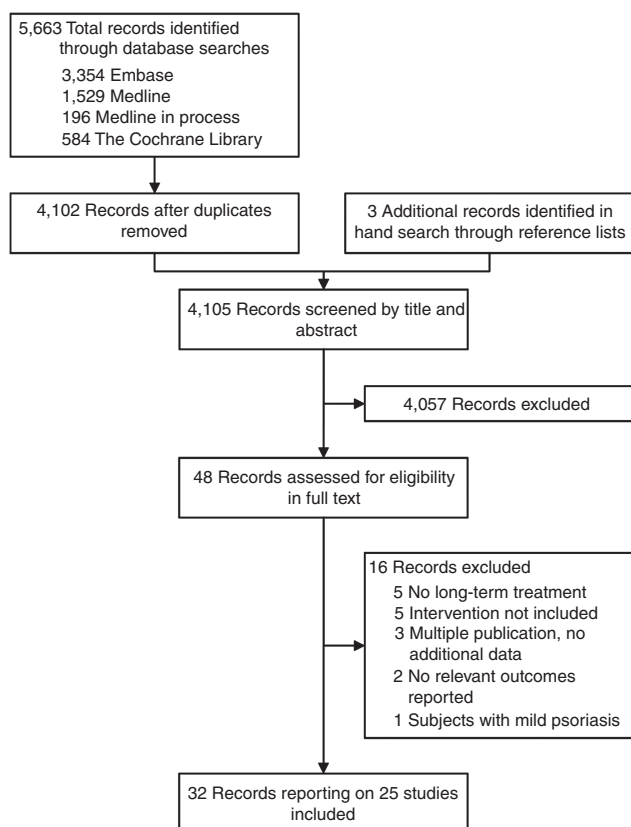 5,663 Total records identified
through database searches
3,354 Embase
1,529 Medline
196 Medline in process
584 The Cochrane Library
4,102 Records after duplicates
removed
3 Additional records identified in
hand search through reference lists
4,105 Records screened by title and
abstract
4,057 Records excluded
48 Records assessed for eligibility
in full text
16 Records excluded
5 No long-term treatment
5 Intervention not included
3 Multiple publication, no
additional data
2 No relevant outcomes
reported
1 Subjects with mild psoriasis
32 Records reporting on 25 studies
included